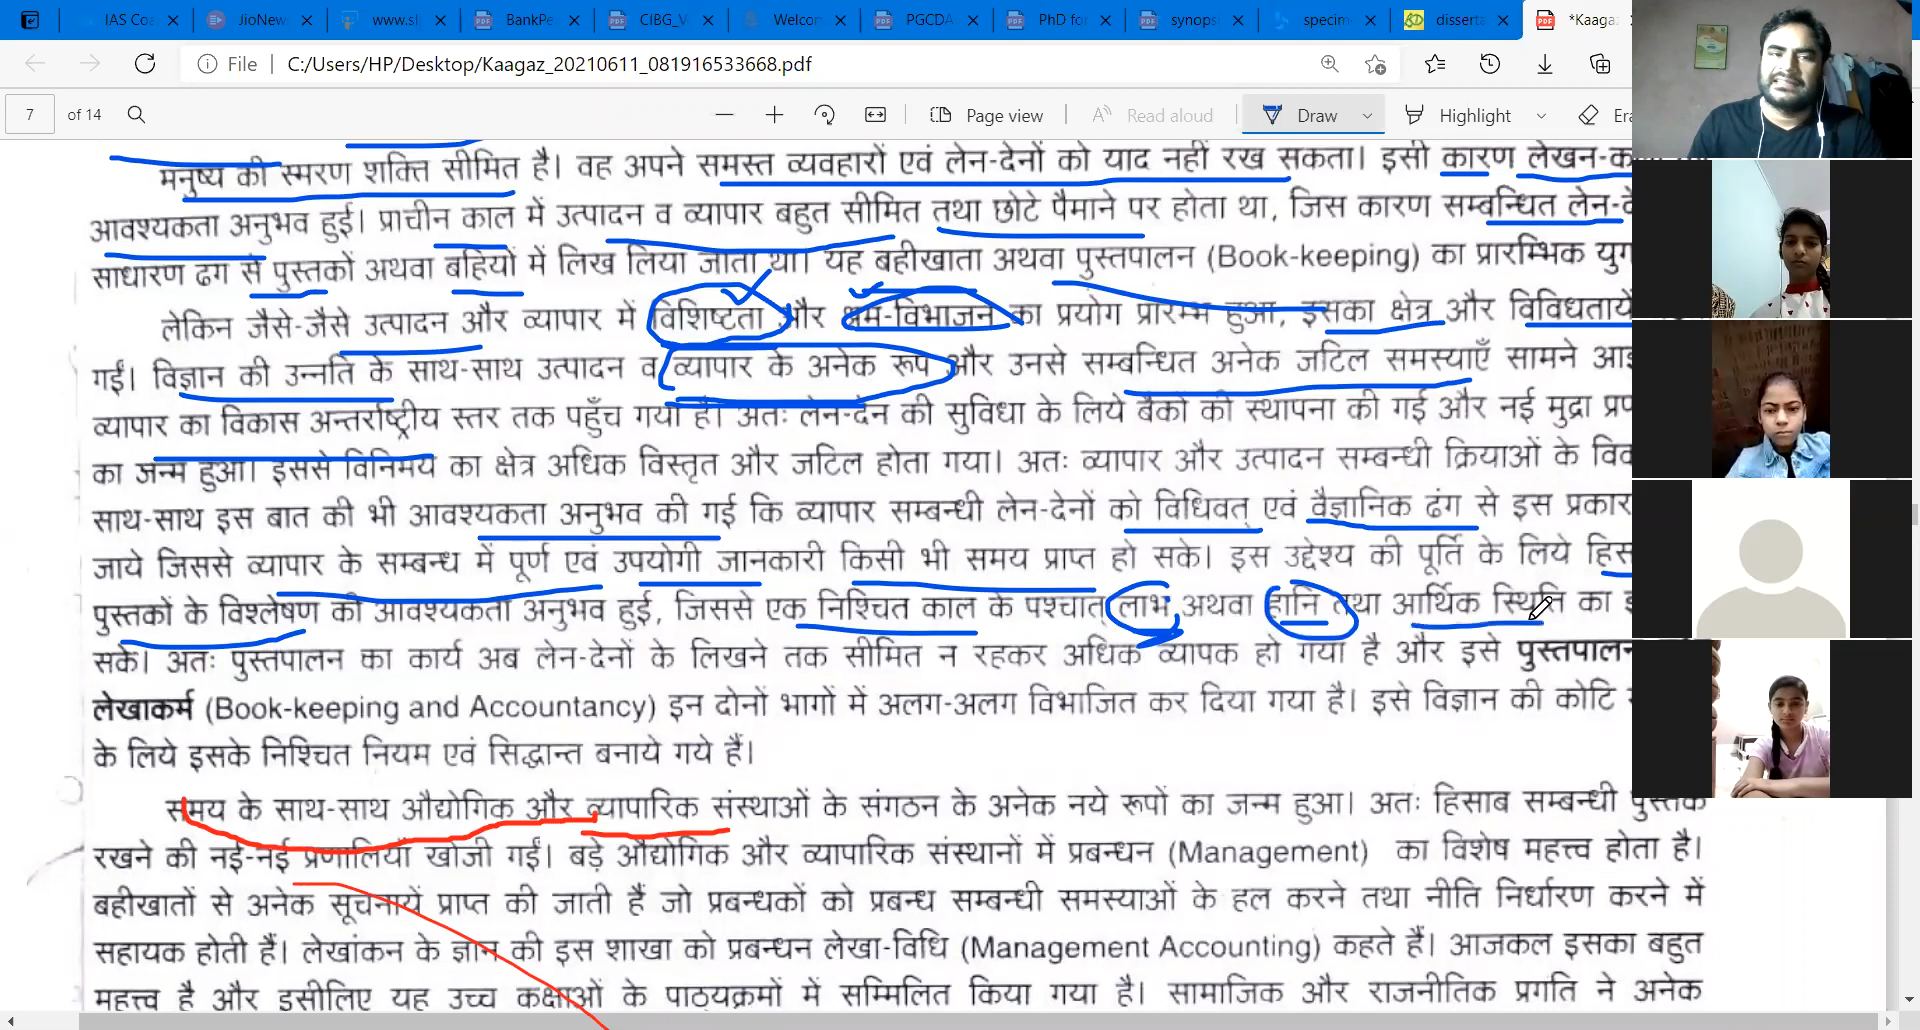 IAS Coa
JioNew
www.sl
BankPe
CIBG_V
Welcon
PGCDA
PhD for
synops
specim
disserta
*Kaaga
File | C:/Users/HP/Desktop/Kaagaz_20210611_081916533668.pdf
7 of 14
Page view
Read aloud
Draw
Highlight
Era
मनुष्य की स्मरण शक्ति सीमित है। वह अपने समस्त व्यवहारों एवं लेन-देनों को याद नहीं रख सकता। इसी कारण लेखन-क
आवश्यकता अनुभव हुई। प्राचीन काल में उत्पादन व व्यापार बहुत सीमित तथा छोटे पैमाने पर होता था, जिस कारण सम्बन्धित लेन-दे
साधारण ढग से पुस्तकों अथवा बहियों में लिख लिया जाता था। यह बहीखाता अथवा पुस्तपालन (Book-keeping) का प्रारम्भिक युग
लेकिन जैसे-जैसे उत्पादन और व्यापार में विशिष्टता और श्रम-विभाजन का प्रयोग प्रारम्भ हुआ, इसका क्षेत्र और विविधतायें
गईं। विज्ञान की उन्नति के साथ-साथ उत्पादन व व्यापार के अनेक रूप और उनसे सम्बन्धित अनेक जटिल समस्याएँ सामने आइ
व्यापार का विकास अन्तर्राष्ट्रीय स्तर तक पहुँच गया है। अतः लेन-देन की सुविधा के लिये बैंकों की स्थापना की गई और नई मुद्रा प्र
का जन्म हुआ। इससे विनिमय का क्षेत्र अधिक विस्तृत और जटिल होता गया। अतः व्यापार और उत्पादन सम्बन्धी क्रियाओं के विव
साथ-साथ इस बात की भी आवश्यकता अनुभव की गई कि व्यापार सम्बन्धी लेन-देनों को विधिवत् एवं वैज्ञानिक ढंग से इस प्रकार
जाये जिससे व्यापार के सम्बन्ध में पूर्ण एवं उपयोगी जानकारी किसी भी समय प्राप्त हो सके। इस उद्देश्य की पूर्ति के लिये हिस
पुस्तकों के विश्लेषण की आवश्यकता अनुभव हुई, जिससे एक निश्चित काल के पश्चात् लाभ अथवा हानि तथा आर्थिक स्थिति का
सके। अतः पुस्तपालन का कार्य अब लेन-देनों के लिखने तक सीमित न रहकर अधिक व्यापक हो गया है और इसे पुस्तपालन
लेखाकर्म (Book-keeping and Accountancy) इन दोनों भागों में अलग-अलग विभाजित कर दिया गया है। इसे विज्ञान की कोटि
के लिये इसके निश्चित नियम एवं सिद्धान्त बनाये गये हैं।
समय के साथ-साथ औद्योगिक और व्यापारिक संस्थाओं के संगठन के अनेक नये रूपों का जन्म हुआ। अतः हिसाब सम्बन्धी पुस्तक
रखने की नई-नई प्रणालियाँ खोजी गईं। बड़े औद्योगिक और व्यापारिक संस्थानों में प्रबन्धन (Management) का विशेष महत्त्व होता है।
बहीखातों से अनेक सूचनायें प्राप्त की जाती हैं जो प्रबन्धकों को प्रबन्ध सम्बन्धी समस्याओं के हल करने तथा नीति निर्धारण करने में
सहायक होती हैं। लेखांकन के ज्ञान की इस शाखा को प्रबन्धन लेखा-विधि (Management Accounting) कहते हैं। आजकल इसका बहुत
महत्त्व है और इसीलिए यह उच्च कक्षाओं के पाठ्यक्रमों में सम्मिलित किया गया है। सामाजिक और राजनीतिक प्रगति ने अनेक